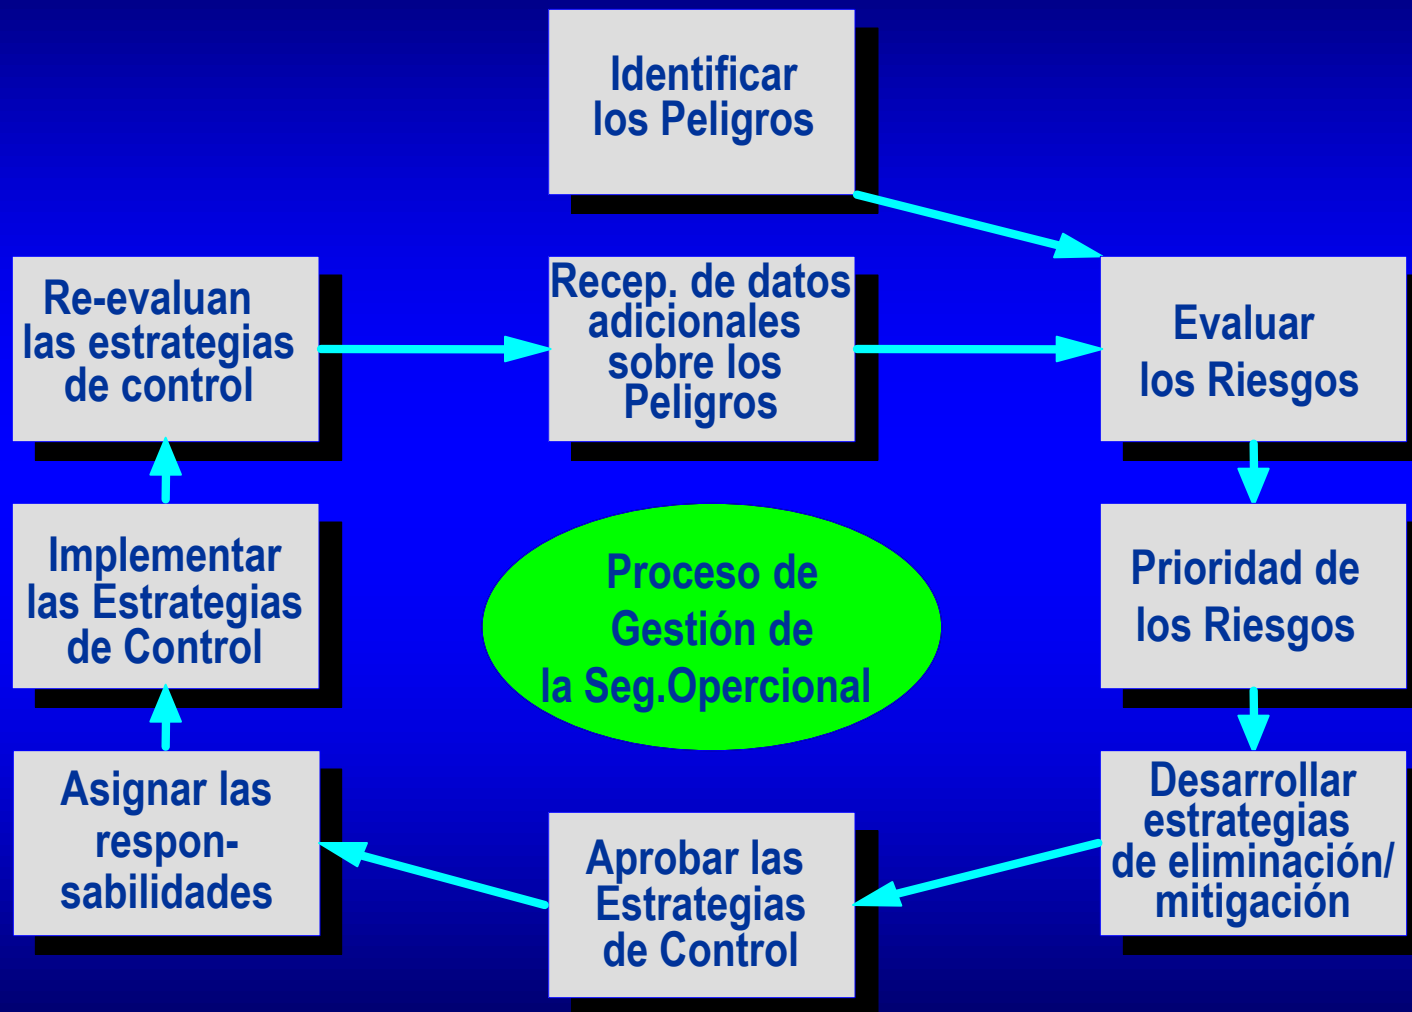 Identificar
los Peligros
Re-evaluan
las estrategias
de control
Recep. de datos
adicionales
sobre los
Peligros
Evaluar
los Riesgos
Implementar
las Estrategias
de Control
Proceso de
Gestión de
la Seg.Opercional
Prioridad de
los Riesgos
Asignar las
respon-
sabilidades
Aprobar las
Estrategias
de Control
Desarrollar
estrategias
de eliminación/
mitigación